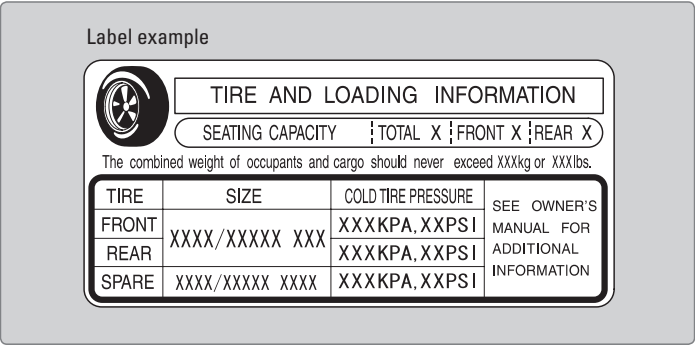 Label example
TIRE AND LOADING INFORMATION
SEATING CAPACITY TOTAL X FRONT X REAR X
The combined weight of occupants and cargo should never exceed XXXkg or XXXlbs.
TIRE SIZE COLD TIRE PRESSURE
FRONT XXXX/XXXXX XXX XXXKPA,XXPSI
REAR XXXKPA,XXPSI
SPARE XXXX/XXXXX XXXX XXXKPA,XXPSI
SEE OWNER'S
MANUAL FOR
ADDITIONAL
INFORMATION